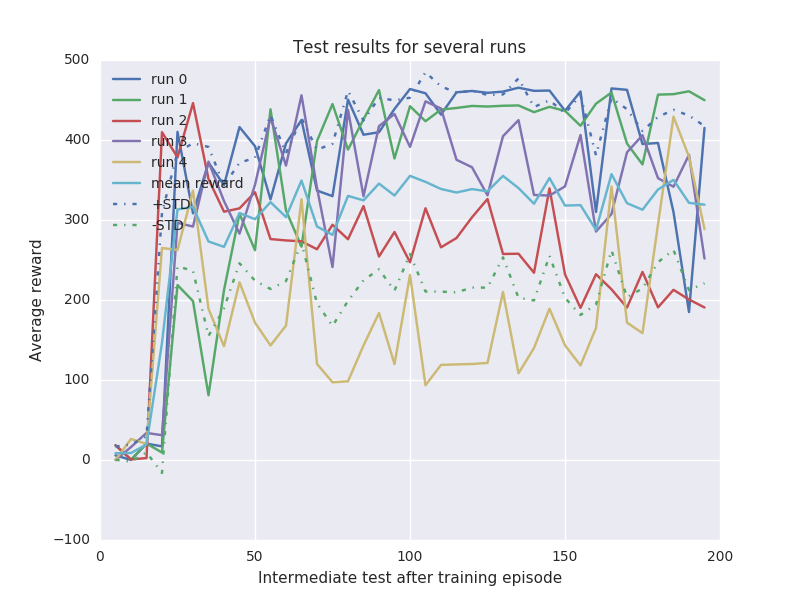 Test results for several runs
500
400
300
200
100
0
−100
Average reward
run 0
run 1
run 2
run 3
run 4
mean reward
+STD
-STD
0
50
100
150
200
Intermediate test after training episode